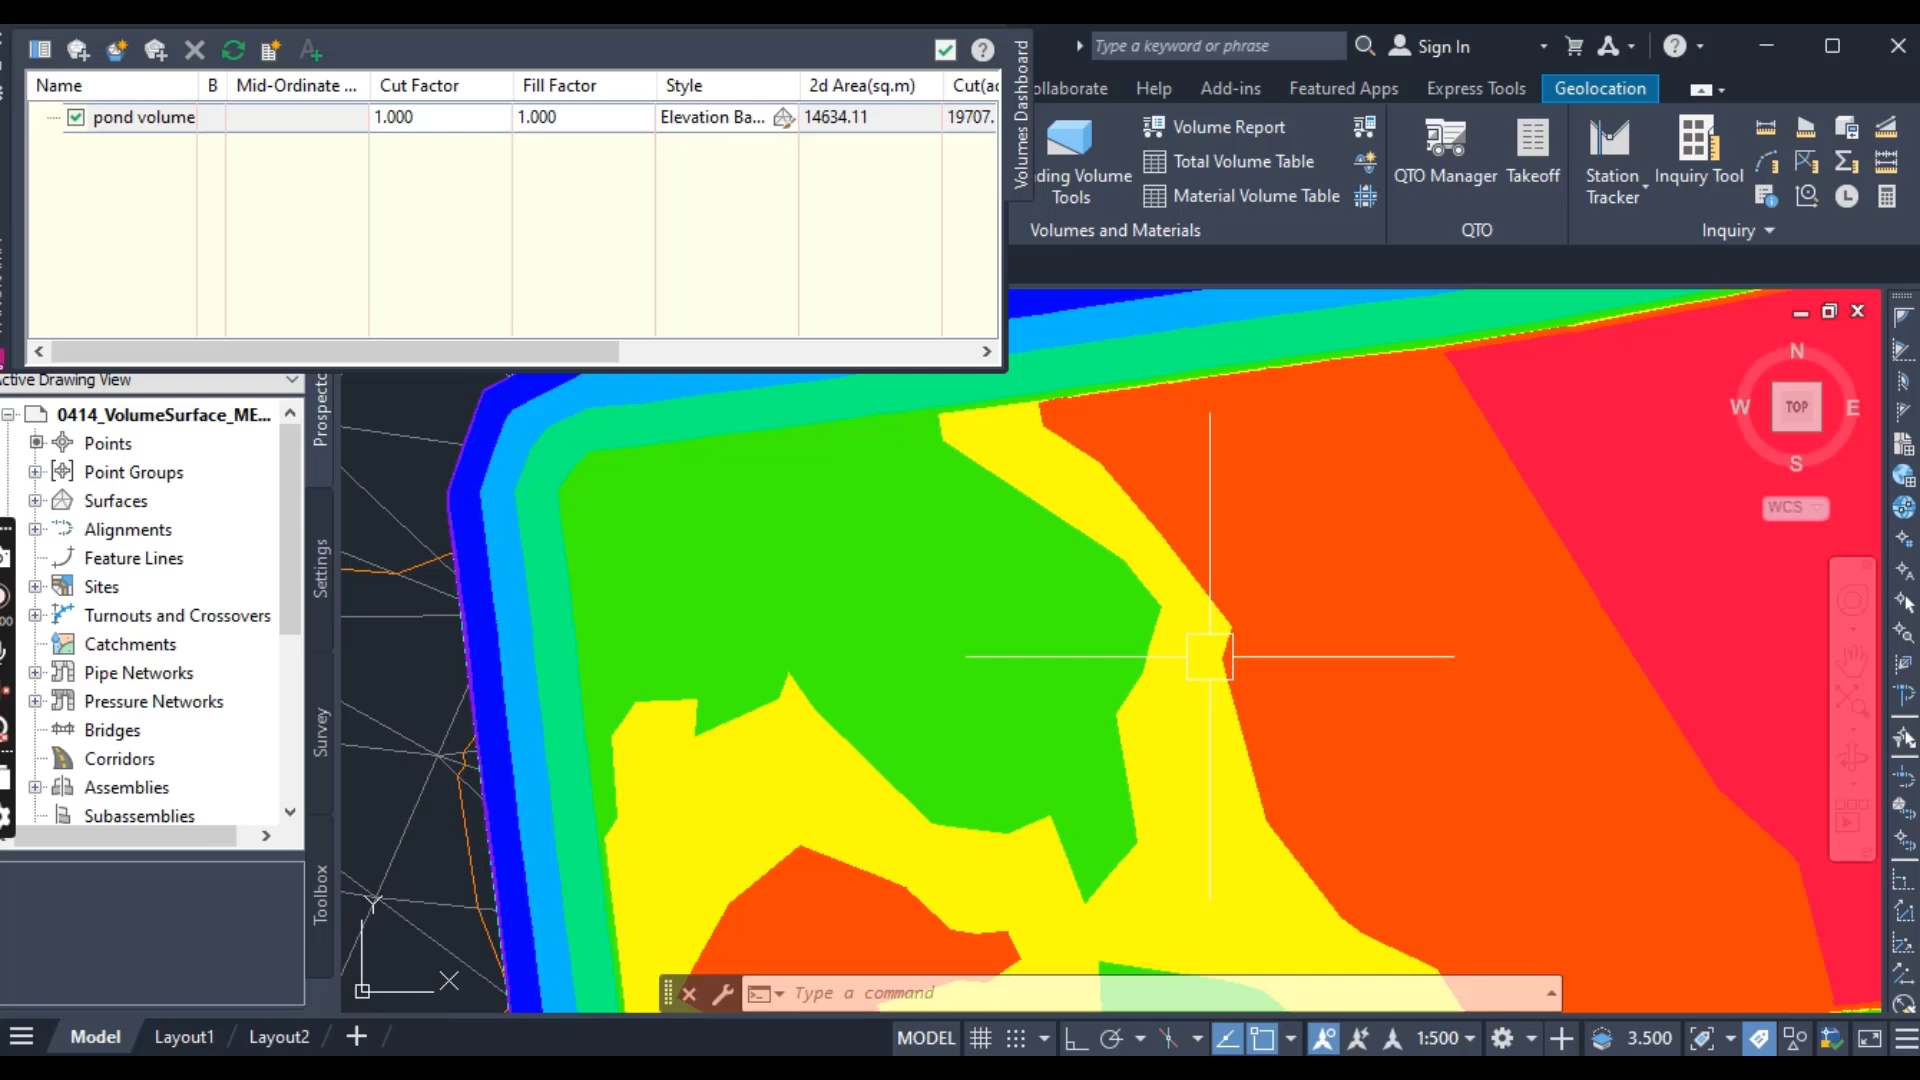 Type a keyword or phrase
Sign In
Name B Mid-Ordinate ... Cut Factor Fill Factor Style 2d Area(sq.m) Cut(ac
pond volume 1.000 1.000 Elevation Ba... 14634.11 19707.
Volumes Dashboard
ollaborate Help Add-ins Featured Apps Express Tools Geolocation
ding Volume Tools
Volume Report
Total Volume Table
Material Volume Table
Volumes and Materials
QTO Manager Takeoff
QTO
Station Tracker
Inquiry Tool
Inquiry
ctive Drawing View
0414_VolumeSurface_ME...
Points
Point Groups
Surfaces
Alignments
Feature Lines
Sites
Turnouts and Crossovers
Catchments
Pipe Networks
Pressure Networks
Bridges
Corridors
Assemblies
Subassemblies
Prospecto
Settings
Survey
Toolbox
N
W TOP E
S
WCS
Y
X
Type a command
Model Layout1 Layout2
MODEL 1:500 3.500